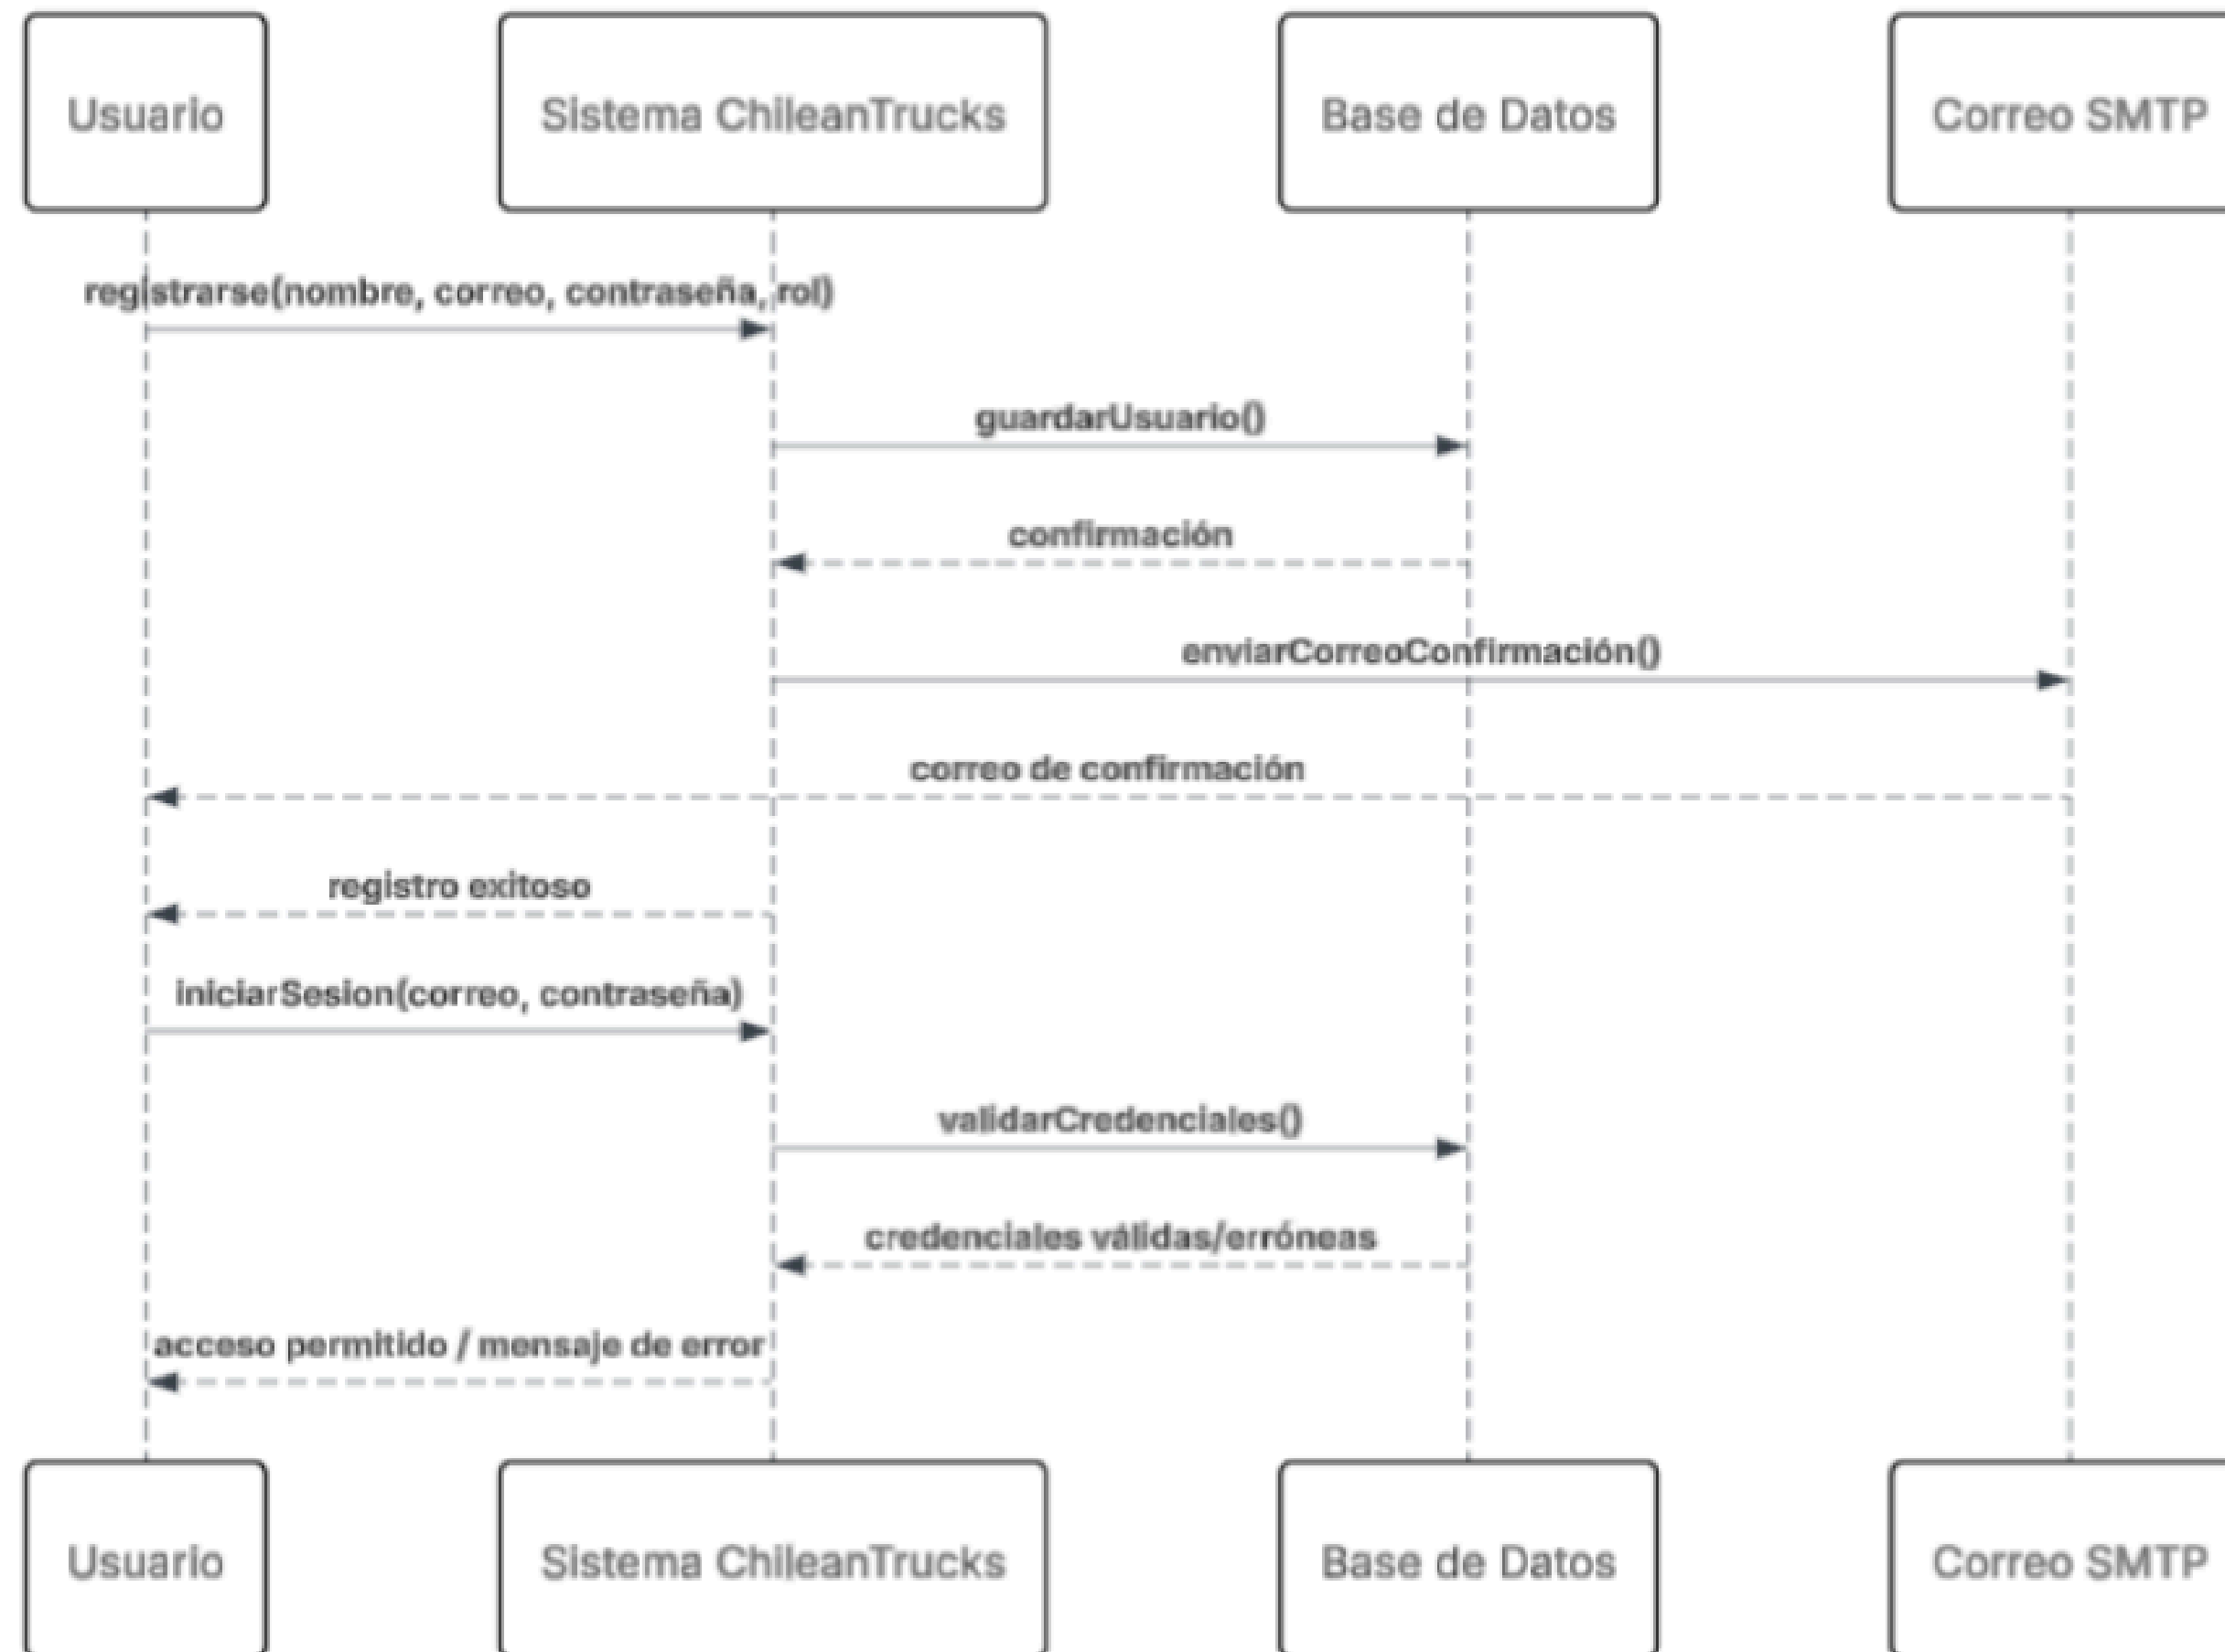 Usuario
Sistema ChileanTrucks
Base de Datos
Correo SMTP
registrarse(nombre, correo, contraseña, rol)
guardarUsuario()
confirmación
enviarCorreoConfirmación()
correo de confirmación
registro exitoso
iniciarSesion(correo, contraseña)
validarCredenciales()
credenciales válidas/erróneas
acceso permitido / mensaje de error
Usuario
Sistema ChileanTrucks
Base de Datos
Correo SMTP